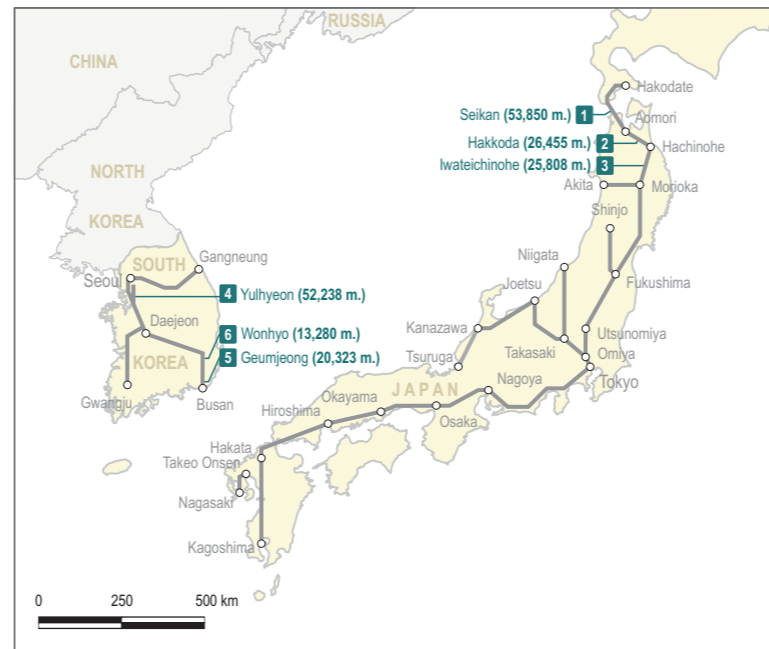 RUSSIA
CHINA
NORTH
KOREA
SOUTH
KOREA
JAPAN
Hakodate
Seikan (53,850 m.) 1
Aomori
Hakkoda (26,455 m.) 2
Hachinohe
Iwateichinohe (25,808 m.) 3
Akita
Morioka
Shinjo
Gangneung
Seoul
Niigata
Joetsu
Fukushima
4 Yulhyeon (52,238 m.)
Daejeon
6 Wonhyo (13,280 m.)
5 Geumjeong (20,323 m.)
Kanazawa
Utsunomiya
Takasaki
Omiya
Tsuruga
Tokyo
Gwangju
Busan
Okayama
Nagoya
Hiroshima
Osaka
Hakata
Takeo Onsen
Nagasaki
Kagoshima
0 250 500 km